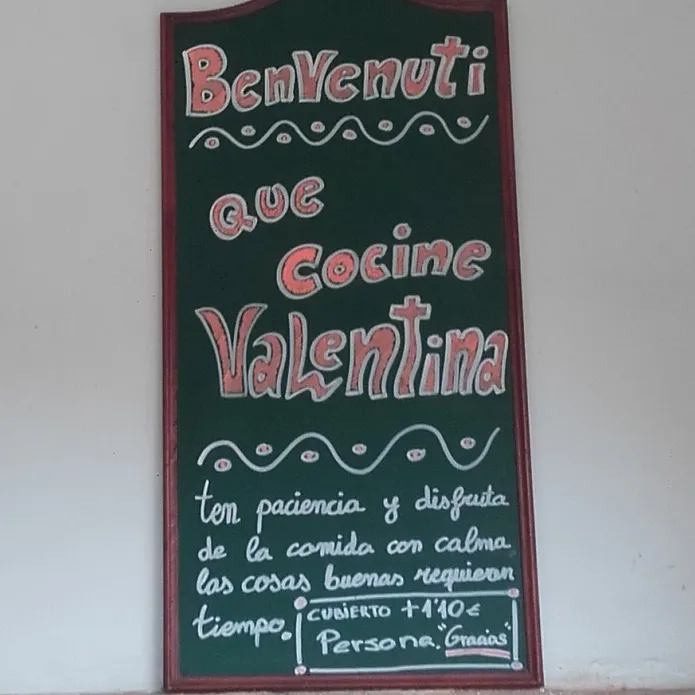 Benvenuti
que
cocine
Valentina
ten paciencia y disfruta
de la comida con calma
las cosas buenas requieren
tiempo.
CUBIERTO +1'10€
Persona. "Gracias"